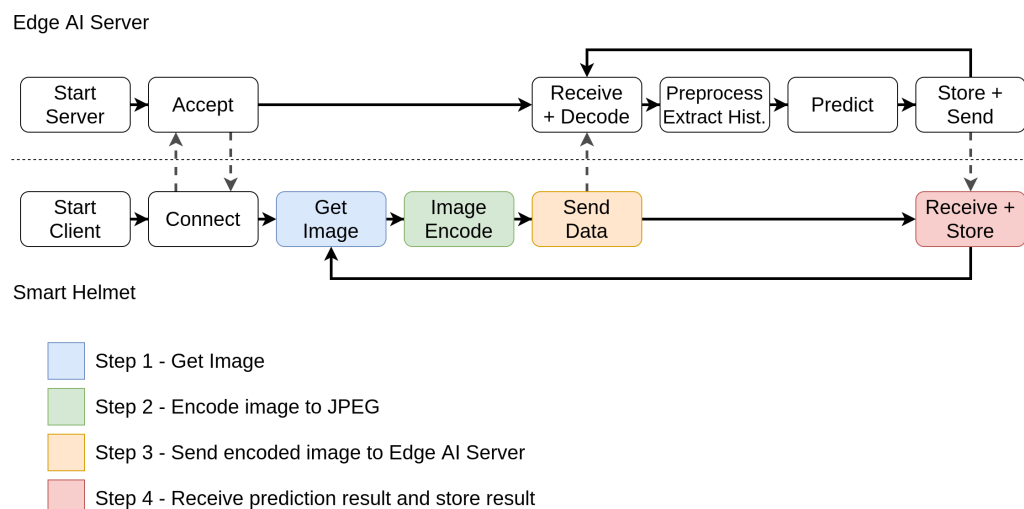 Edge AI Server
Start
Server
Accept
Receive
+ Decode
Preprocess
Extract Hist.
Predict
Store +
Send
Start
Client
Connect
Get
Image
Image
Encode
Send
Data
Receive +
Store
Smart Helmet
Step 1 - Get Image
Step 2 - Encode image to JPEG
Step 3 - Send encoded image to Edge AI Server
Step 4 - Receive prediction result and store result